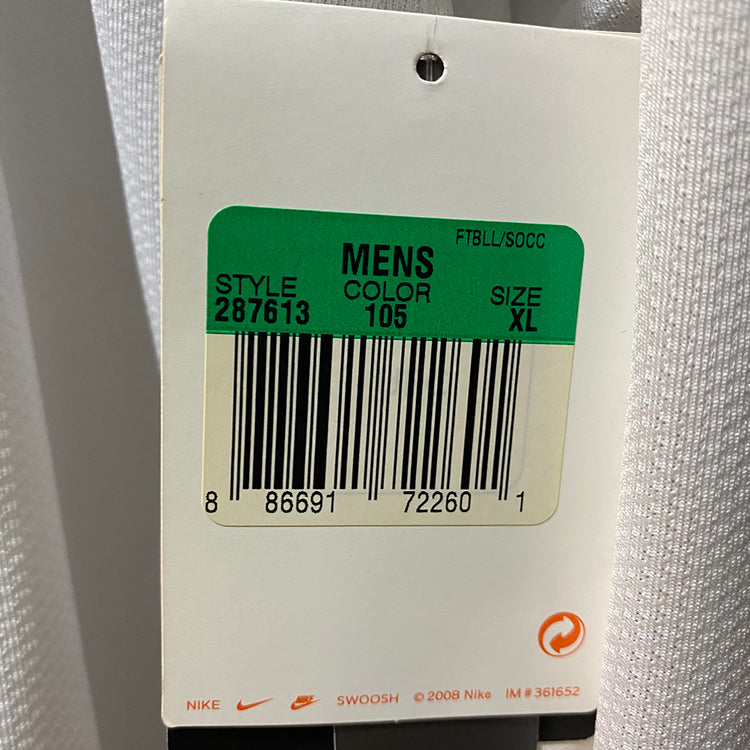 FTBLL/SOCC
MENS
STYLE COLOR SIZE
287613 105 XL
8 86691 72260 1
NIKE NIKE SWOOSH © 2008 Nike IM # 361652